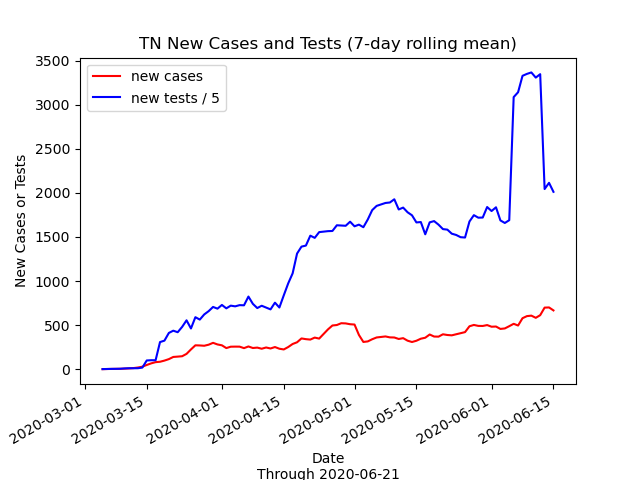 TN New Cases and Tests (7-day rolling mean)
new cases
new tests / 5
New Cases or Tests
3500
3000
2500
2000
1500
1000
500
0
2020-03-01
2020-03-15
2020-04-01
2020-04-15
2020-05-01
2020-05-15
2020-06-01
2020-06-15
Date
Through 2020-06-21